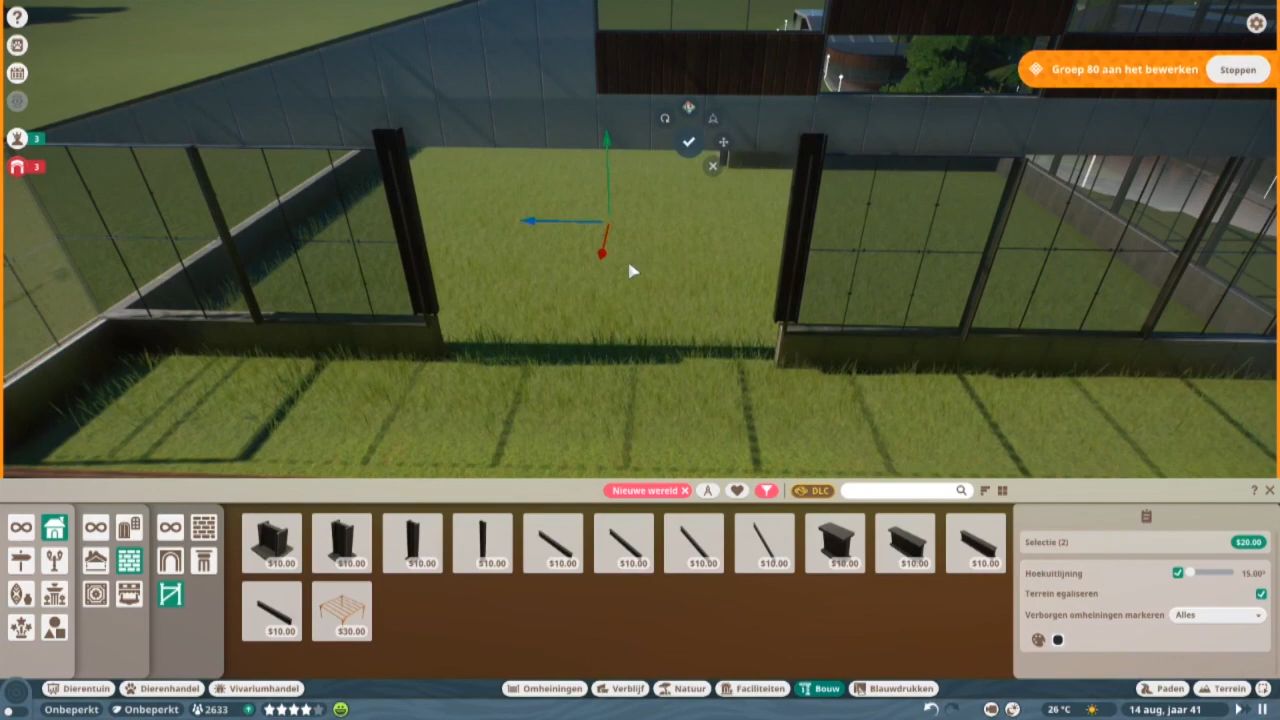 Groep 80 aan het bewerken Stoppen
3
3
Nieuwe wereld × DLC ? ×
$10.00 $10.00 $10.00 $10.00 $10.00 $10.00 $10.00 $10.00 $10.00 $10.00 $10.00
$10.00 $30.00
Selectie (2) $20.00
Hoekuitlijning 15.00°
Terrein egaliseren
Verborgen omheiningen markeren Alles
Dierentuin Dierenhandel Vivariumhandel Omheiningen Verblijf Natuur Faciliteiten Bouw Blauwdrukken Paden Terrein
Onbeperkt Onbeperkt 2633 26 °C 14 aug, jaar 41